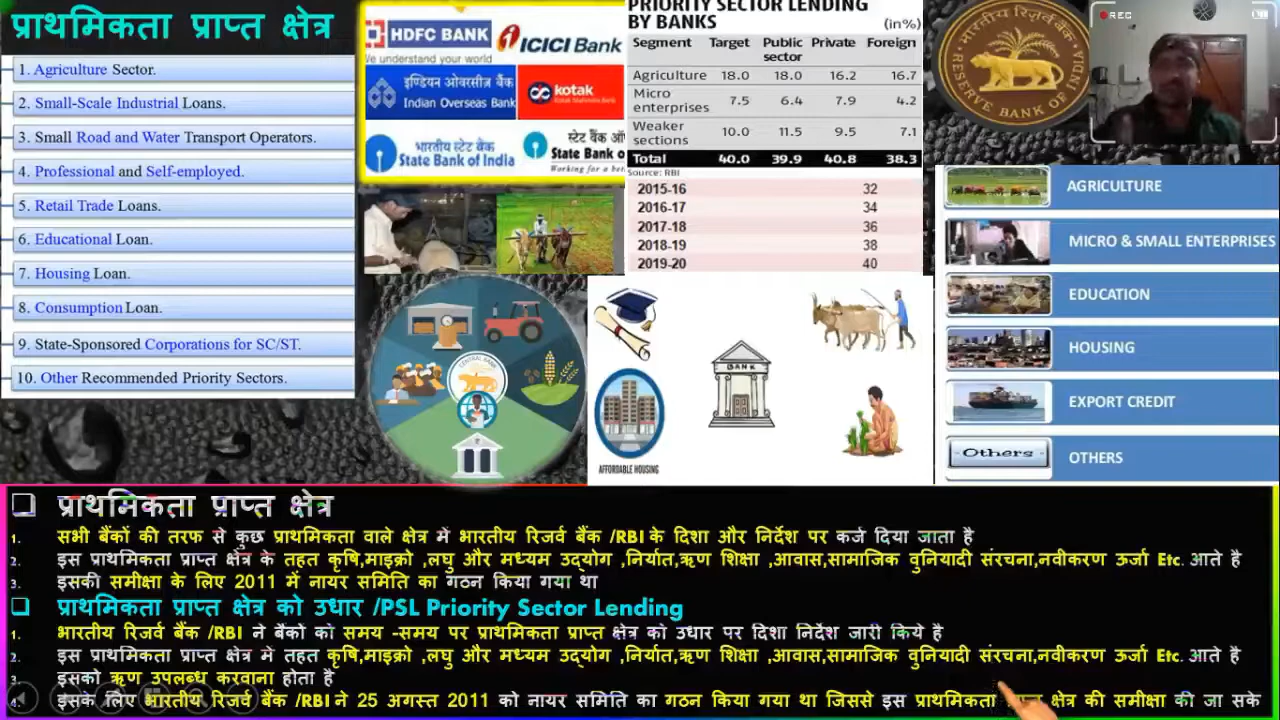 प्राथमिकता प्राप्त क्षेत्र
1. Agriculture Sector.
2. Small-Scale Industrial Loans.
3. Small Road and Water Transport Operators.
4. Professional and Self-employed.
5. Retail Trade Loans.
6. Educational Loan.
7. Housing Loan.
8. Consumption Loan.
9. State-Sponsored Corporations for SC/ST.
10. Other Recommended Priority Sectors.
HDFC BANK
We understand your world
ICICI Bank
इण्डियन ओवरसीज़ बैंक
Indian Overseas Bank
kotak
Kotak Mahindra Bank
भारतीय स्टेट बैंक
State Bank of India
स्टेट बैंक ऑ
State Bank o
Working for a be
PRIORITY SECTOR LENDING
BY BANKS (in%)
Segment Target Public sector Private Foreign
Agriculture 18.0 18.0 16.2 16.7
Micro enterprises 7.5 6.4 7.9 4.2
Weaker sections 10.0 11.5 9.5 7.1
Total 40.0 39.9 40.8 38.3
Source: RBI
2015-16 32
2016-17 34
2017-18 36
2018-19 38
2019-20 40
भारतीय रिज़र्व बैंक
RESERVE BANK OF INDIA
REC
AGRICULTURE
MICRO & SMALL ENTERPRISES
EDUCATION
HOUSING
EXPORT CREDIT
Others
OTHERS
CENTRAL BANK
BANK
AFFORDABLE HOUSING
प्राथमिकता प्राप्त क्षेत्र
1. सभी बैंकों की तरफ से कुछ प्राथमिकता वाले क्षेत्र में भारतीय रिजर्व बैंक /RBI के दिशा और निर्देश पर कर्ज दिया जाता है
2. इस प्राथमिकता प्राप्त क्षेत्र के तहत कृषि,माइक्रो ,लघु और मध्यम उद्योग ,निर्यात,ऋण शिक्षा ,आवास,सामाजिक वुनियादी संरचना,नवीकरण ऊर्जा Etc. आते है
3. इसकी समीक्षा के लिए 2011 में नायर समिति का गठन किया गया था
प्राथमिकता प्राप्त क्षेत्र को उधार /PSL Priority Sector Lending
1. भारतीय रिजर्व बैंक /RBI ने बैंकों को समय -समय पर प्राथमिकता प्राप्त क्षेत्र को उधार पर दिशा निर्देश जारी किये है
2. इस प्राथमिकता प्राप्त क्षेत्र में तहत कृषि,माइक्रो ,लघु और मध्यम उद्योग ,निर्यात,ऋण शिक्षा ,आवास,सामाजिक वुनियादी संरचना,नवीकरण ऊर्जा Etc. आते है
3. इसको ऋण उपलब्ध करवाना होता है
4. इसके लिए भारतीय रिजर्व बैंक /RBI ने 25 अगस्त 2011 को नायर समिति का गठन किया गया था जिससे इस प्राथमिकता प्राप्त क्षेत्र की समीक्षा की जा सके